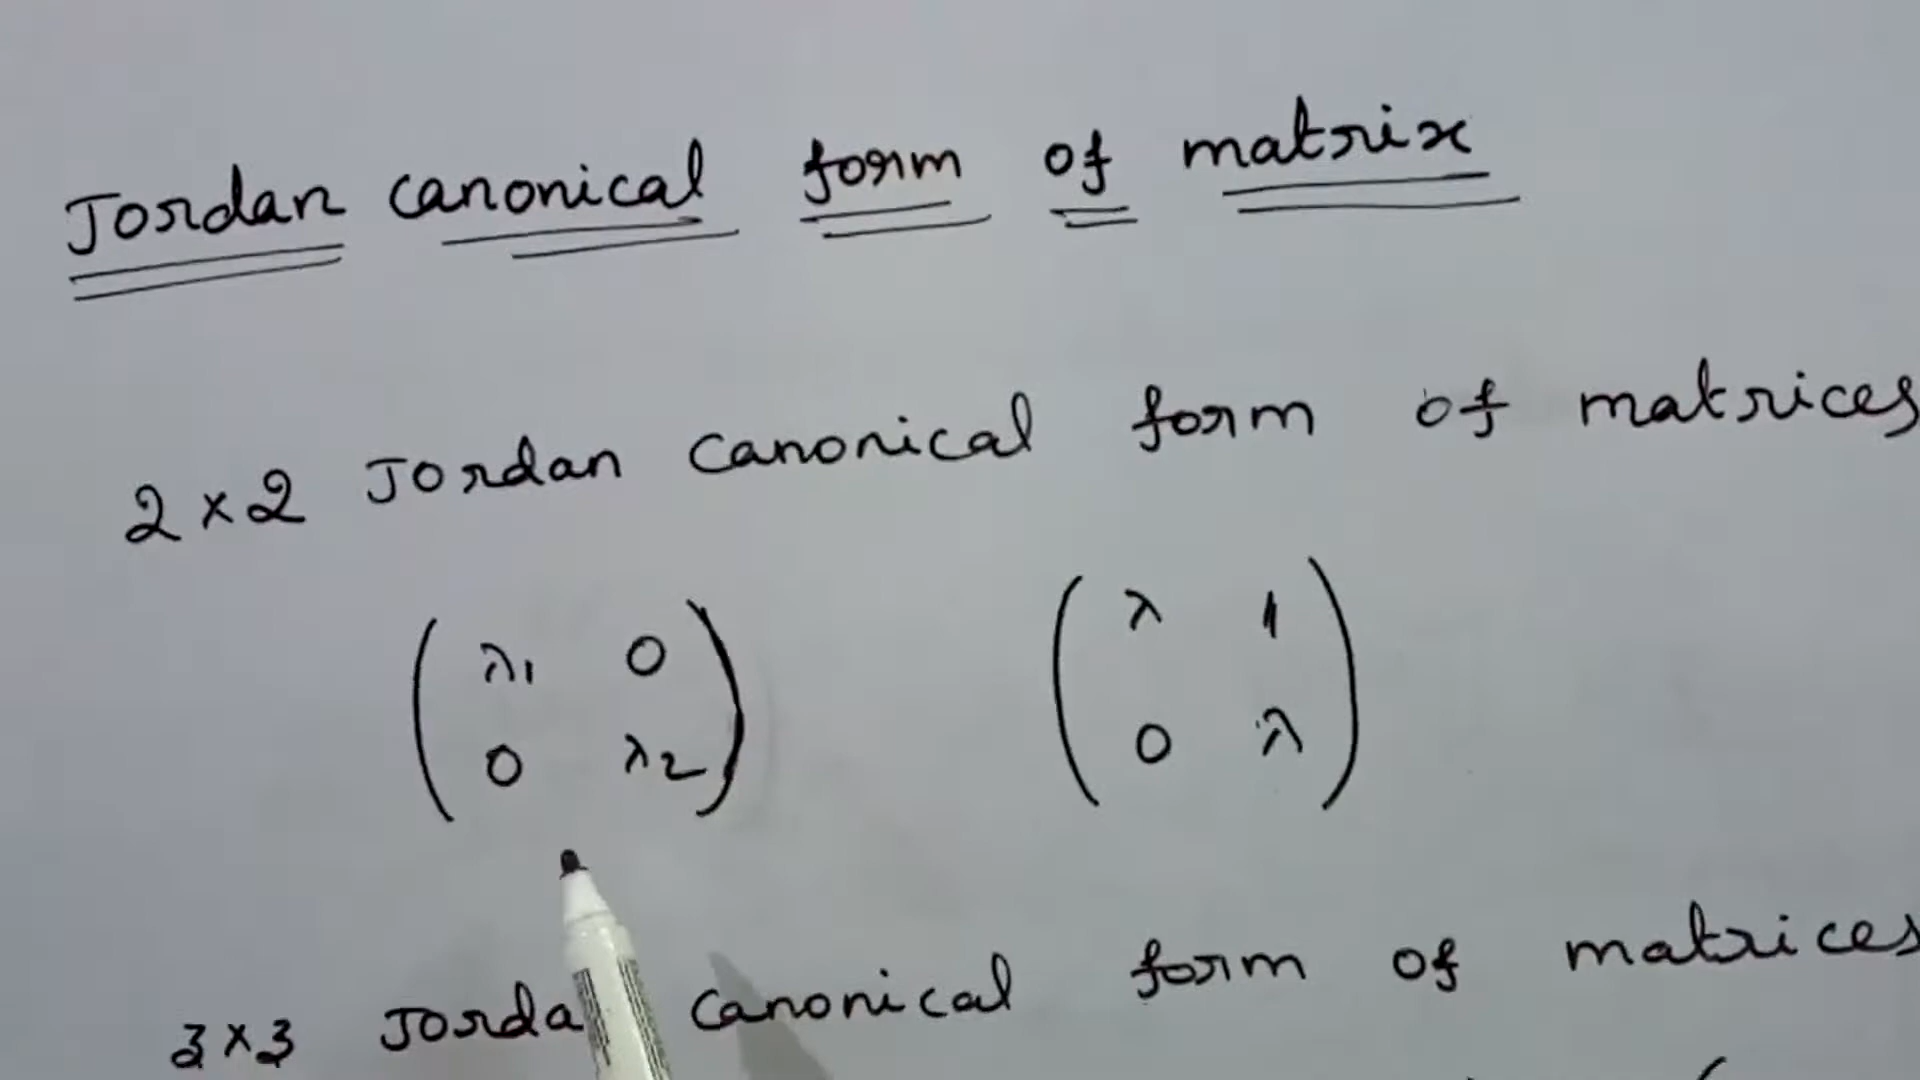 Jordan canonical form of matrix
2×2 Jordan canonical form of matrices
( λ1 0 ) ( λ 1 )
( 0 λ2 ) ( 0 λ )
3×3 Jorda canonical form of matrices